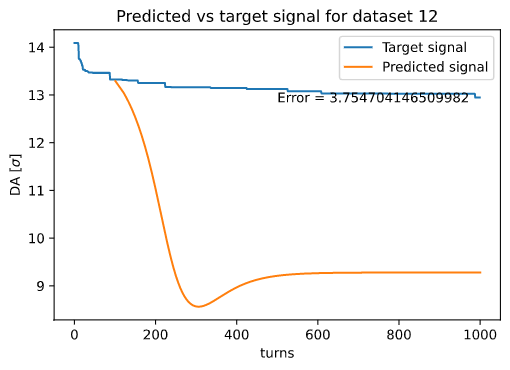 Predicted vs target signal for dataset 12
Target signal
Predicted signal
Error = 3.754704146509982
DA [σ]
14
13
12
11
10
9
0 200 400 600 800 1000
turns